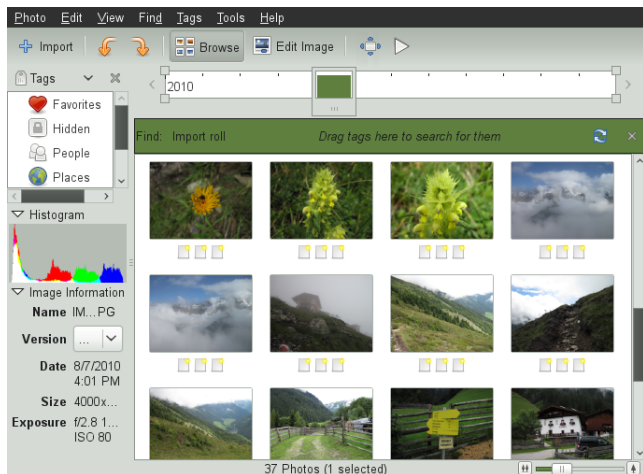 Photo Edit View Find Tags Tools Help
Import Browse Edit Image
Tags
2010
Favorites
Hidden
People
Places
Find: Import roll Drag tags here to search for them
Histogram
Image Information
Name IM...PG
Version ...
Date 8/7/2010
4:01 PM
Size 4000x...
Exposure f/2.8 1...
ISO 80
37 Photos (1 selected)